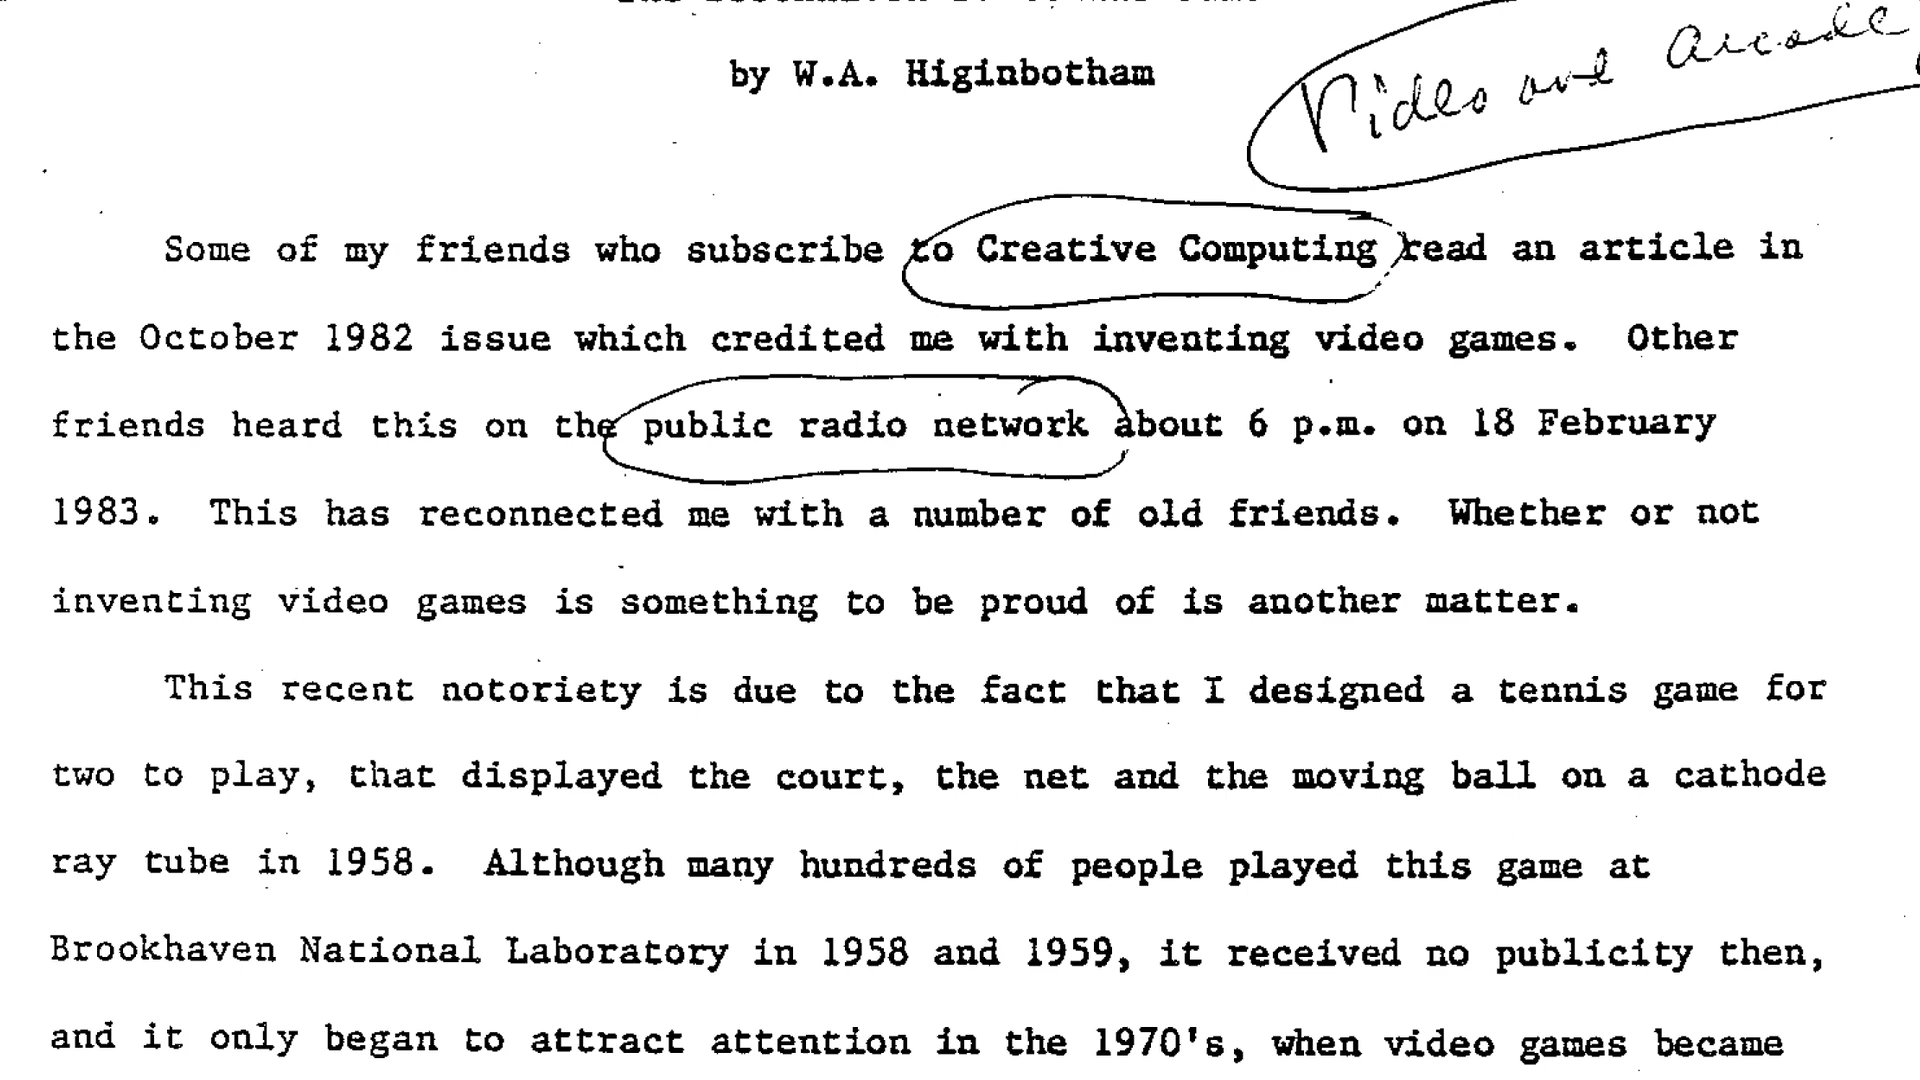 by W.A. Higinbotham
Video and arcade
Some of my friends who subscribe to Creative Computing read an article in
the October 1982 issue which credited me with inventing video games. Other
friends heard this on the public radio network about 6 p.m. on 18 February
1983. This has reconnected me with a number of old friends. Whether or not
inventing video games is something to be proud of is another matter.
This recent notoriety is due to the fact that I designed a tennis game for
two to play, that displayed the court, the net and the moving ball on a cathode
ray tube in 1958. Although many hundreds of people played this game at
Brookhaven National Laboratory in 1958 and 1959, it received no publicity then,
and it only began to attract attention in the 1970's, when video games became